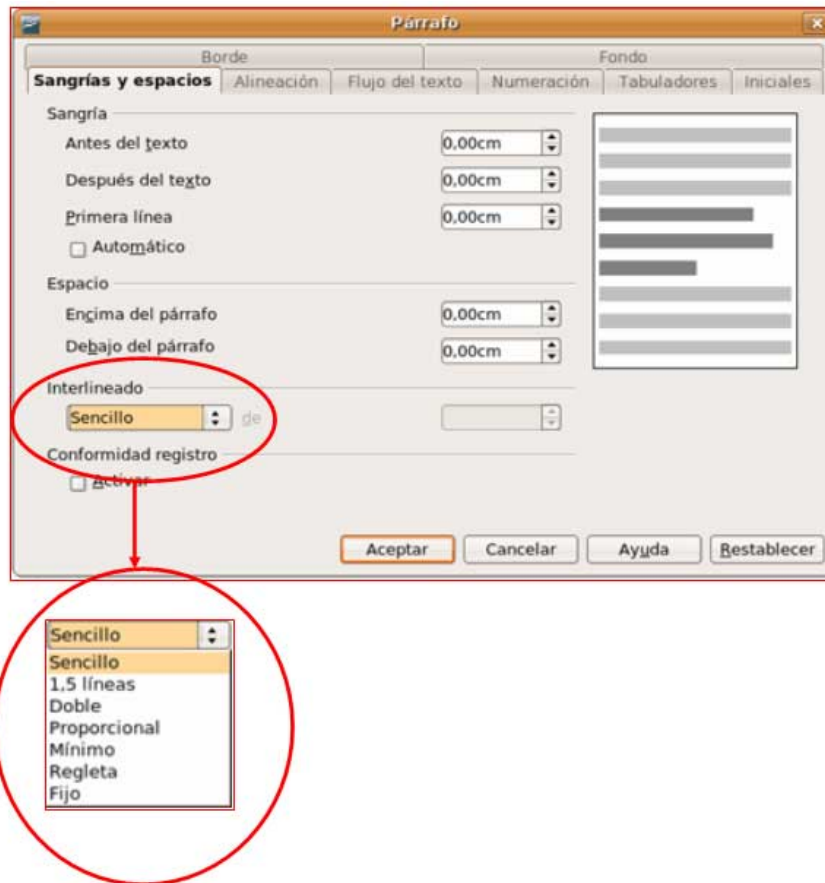 Párrafo
Borde Fondo
Sangrías y espacios Alineación Flujo del texto Numeración Tabuladores Iniciales
Sangría
Antes del texto 0,00cm
Después del texto 0,00cm
Primera línea 0,00cm
Automático
Espacio
Encima del párrafo 0,00cm
Debajo del párrafo 0,00cm
Interlineado
Sencillo de
Conformidad registro
Activar
Aceptar Cancelar Ayuda Restablecer
Sencillo
Sencillo
1,5 líneas
Doble
Proporcional
Mínimo
Regleta
Fijo